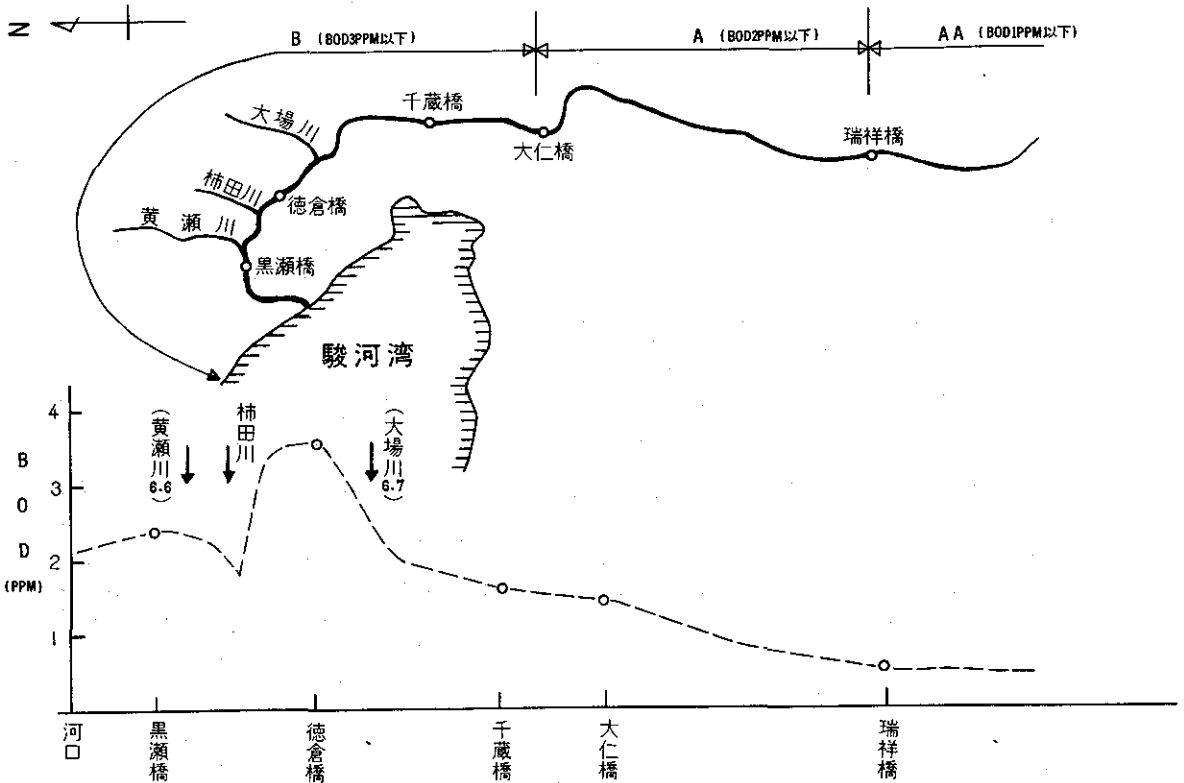 N
B (BOD3PPM以下)
A (BOD2PPM以下)
AA (BOD1PPM以下)
大場川
千蔵橋
大仁橋
瑞祥橋
柿田川
徳倉橋
黄瀬川
黒瀬橋
駿河湾
4
3
2
1
BOD
(PPM)
(黄瀬川6.6)
柿田川
(大場川6.7)
河口
黒瀬橋
徳倉橋
千蔵橋
大仁橋
瑞祥橋